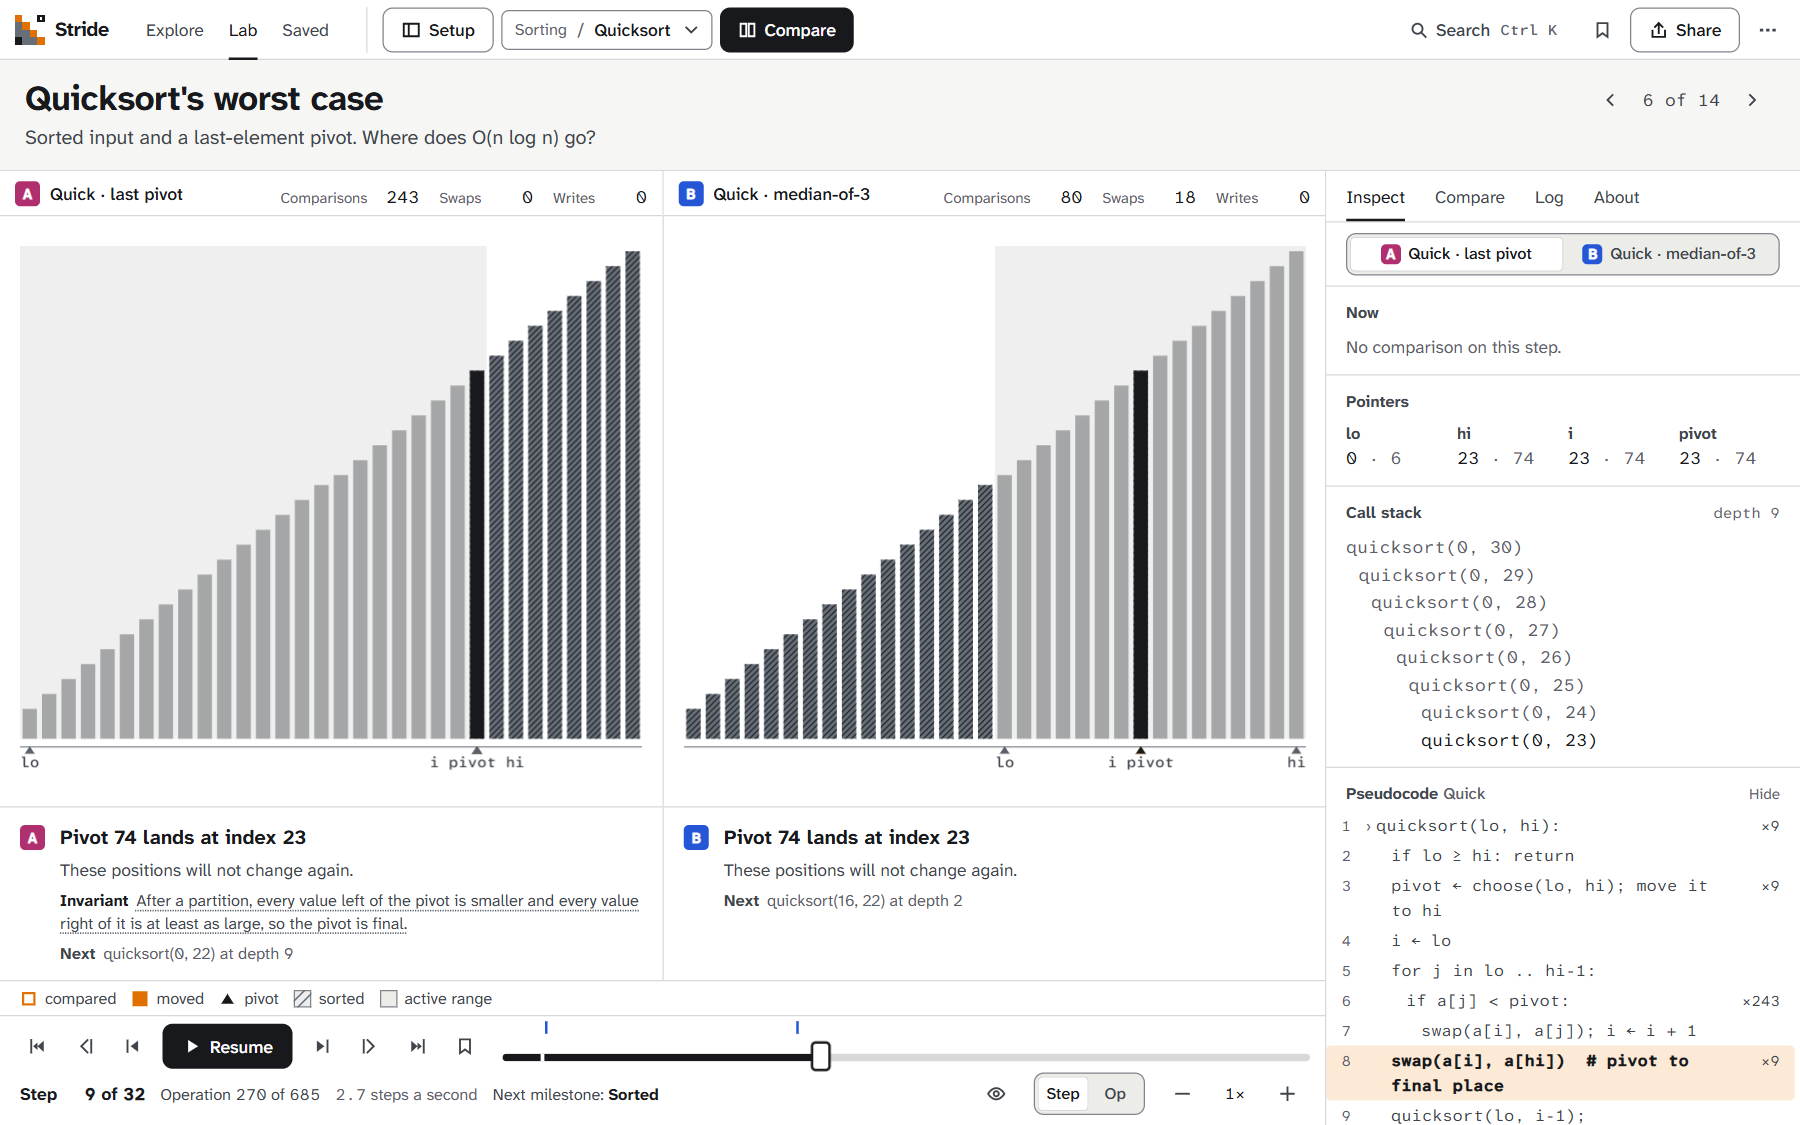 Stride
Explore
Lab
Saved
Setup
Sorting / Quicksort
Compare
Search Ctrl K
Share
Quicksort's worst case
6 of 14
Sorted input and a last-element pivot. Where does O(n log n) go?
A Quick · last pivot
Comparisons 243 Swaps 0 Writes 0
B Quick · median-of-3
Comparisons 80 Swaps 18 Writes 0
lo
i pivot hi
lo
i pivot
hi
A Pivot 74 lands at index 23
These positions will not change again.
Invariant After a partition, every value left of the pivot is smaller and every value
right of it is at least as large, so the pivot is final.
Next quicksort(0, 22) at depth 9
B Pivot 74 lands at index 23
These positions will not change again.
Next quicksort(16, 22) at depth 2
compared moved pivot sorted active range
Resume
Step 9 of 32 Operation 270 of 685 2.7 steps a second Next milestone: Sorted
Step Op
1×
Inspect Compare Log About
A Quick · last pivot
B Quick · median-of-3
Now
No comparison on this step.
Pointers
lo hi i pivot
0 · 6 23 · 74 23 · 74 23 · 74
Call stack depth 9
quicksort(0, 30)
quicksort(0, 29)
quicksort(0, 28)
quicksort(0, 27)
quicksort(0, 26)
quicksort(0, 25)
quicksort(0, 24)
quicksort(0, 23)
Pseudocode Quick Hide
1 › quicksort(lo, hi): ×9
2 if lo ≥ hi: return
3 pivot ← choose(lo, hi); move it ×9
to hi
4 i ← lo
5 for j in lo .. hi-1:
6 if a[j] < pivot: ×243
7 swap(a[i], a[j]); i ← i + 1
8 swap(a[i], a[hi]) # pivot to ×9
final place
9 quicksort(lo, i-1);